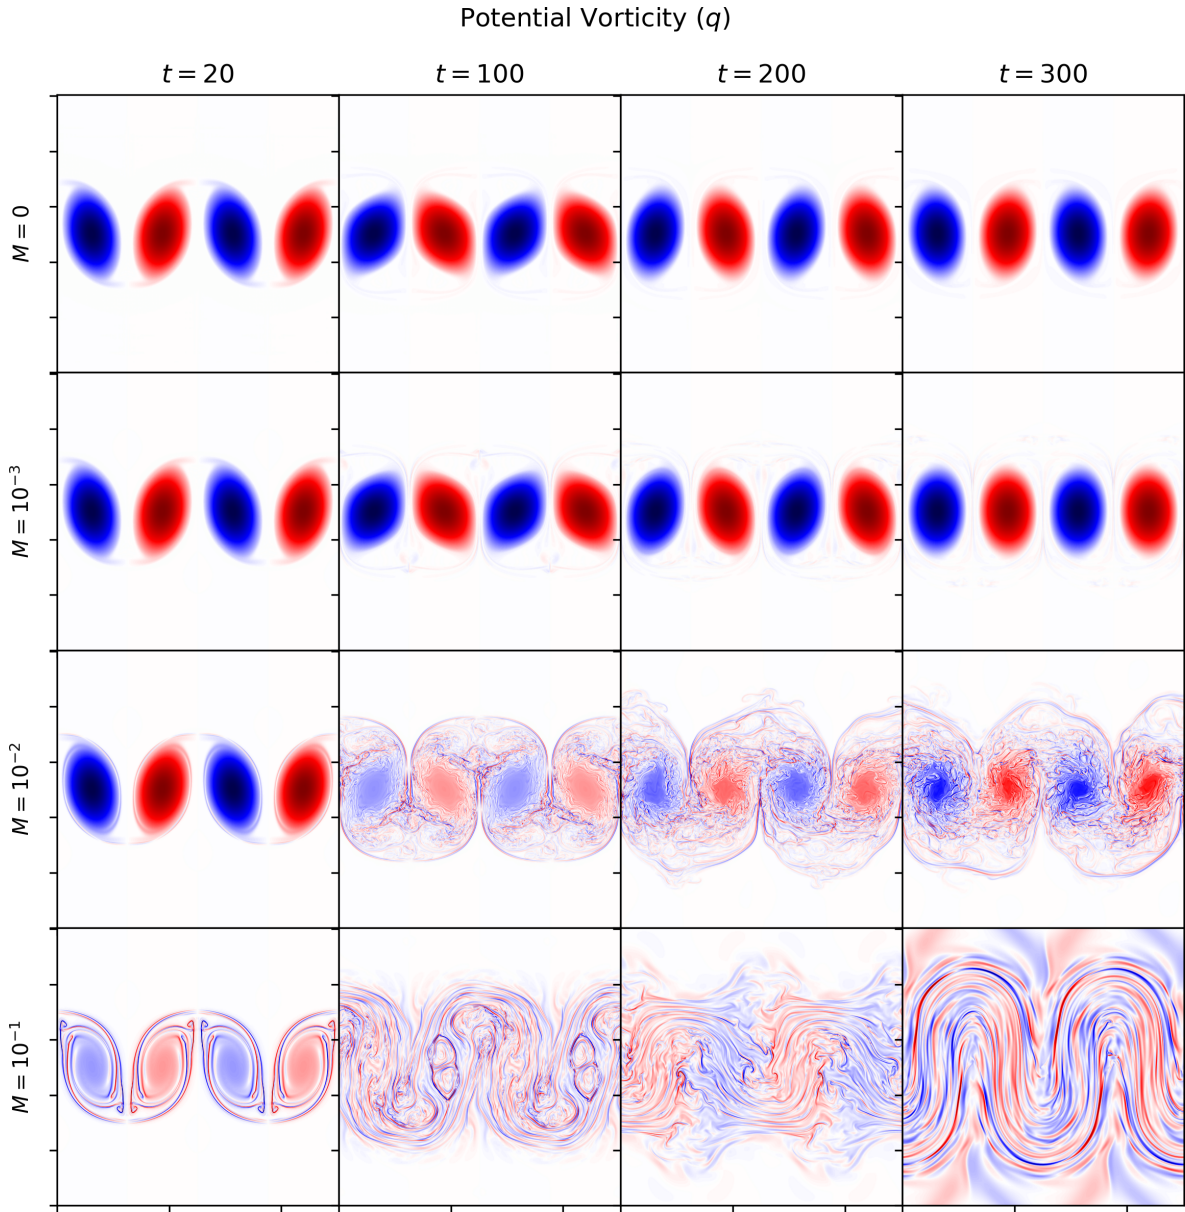 Potential Vorticity (q)
t = 20
t = 100
t = 200
t = 300
M = 0
M = 10⁻³
M = 10⁻²
M = 10⁻¹